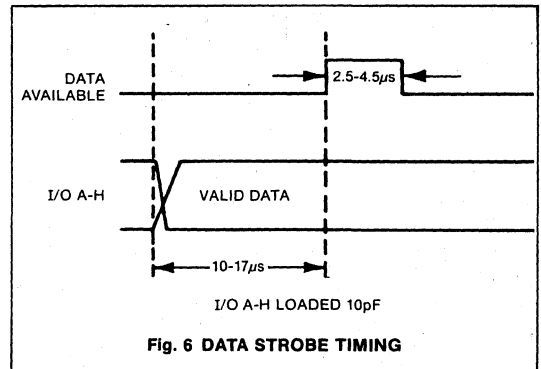 DATA
AVAILABLE
2.5-4.5µs
I/O A-H
VALID DATA
10-17µs
I/O A-H LOADED 10pF
Fig. 6 DATA STROBE TIMING